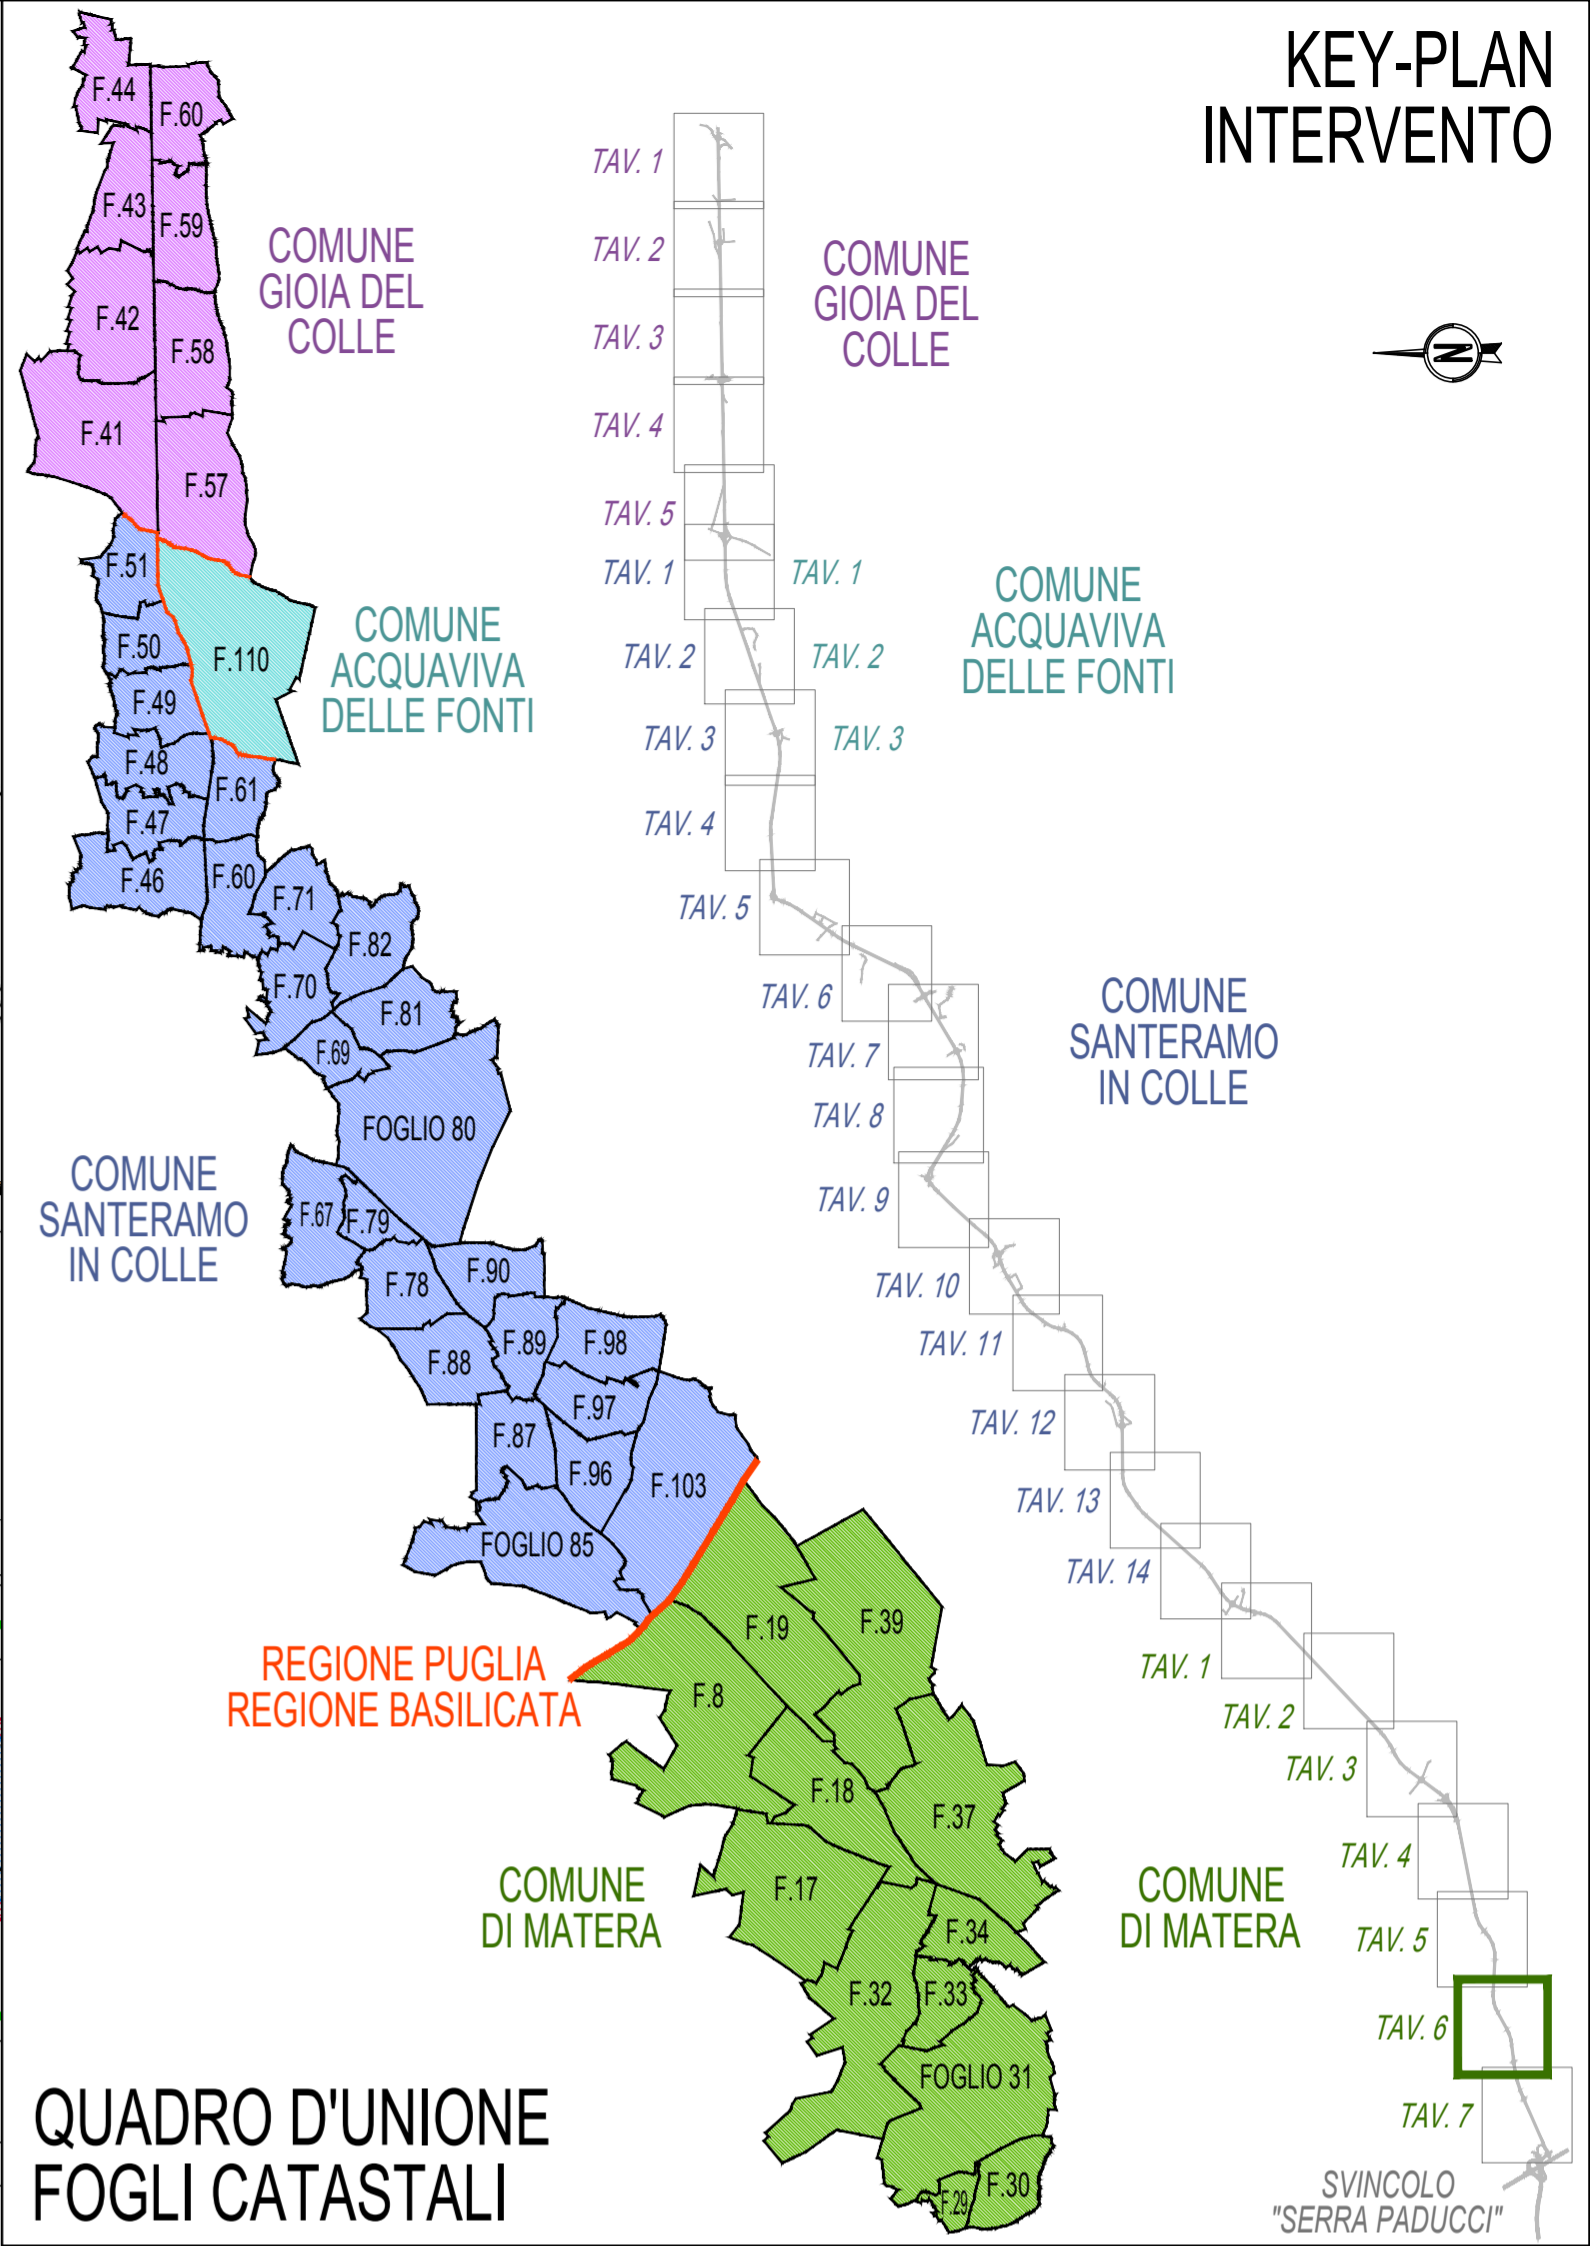 KEY-PLAN
INTERVENTO
F.44
F.60
F.43
F.59
F.42
F.58
F.41
F.57
COMUNE
GIOIA DEL
COLLE
F.51
F.50
F.110
F.49
F.48
F.61
F.47
F.46
F.60
COMUNE
ACQUAVIVA
DELLE FONTI
F.71
F.82
F.70
F.81
F.69
FOGLIO 80
COMUNE
SANTERAMO
IN COLLE
F.67
F.79
F.78
F.90
F.89
F.98
F.88
F.97
F.87
F.96
F.103
FOGLIO 85
REGIONE PUGLIA
REGIONE BASILICATA
F.19
F.39
F.8
F.18
F.37
F.17
F.34
F.32
F.33
FOGLIO 31
F.30
F.29
COMUNE
DI MATERA
QUADRO D'UNIONE
FOGLI CATASTALI
TAV. 1
TAV. 2
TAV. 3
TAV. 4
TAV. 5
COMUNE
GIOIA DEL
COLLE
N
TAV. 1
TAV. 1
TAV. 2
TAV. 2
TAV. 3
TAV. 3
COMUNE
ACQUAVIVA
DELLE FONTI
TAV. 4
TAV. 5
TAV. 6
TAV. 7
TAV. 8
TAV. 9
TAV. 10
TAV. 11
TAV. 12
TAV. 13
TAV. 14
COMUNE
SANTERAMO
IN COLLE
TAV. 1
TAV. 2
TAV. 3
TAV. 4
TAV. 5
TAV. 6
TAV. 7
COMUNE
DI MATERA
SVINCOLO
"SERRA PADUCCI"